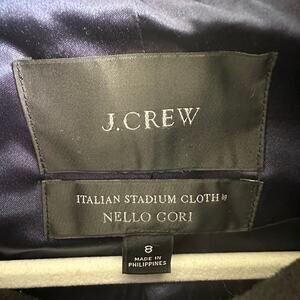 J.CREW
ITALIAN STADIUM CLOTH
NELLO GORI
8
MADE IN
PHILIPPINES